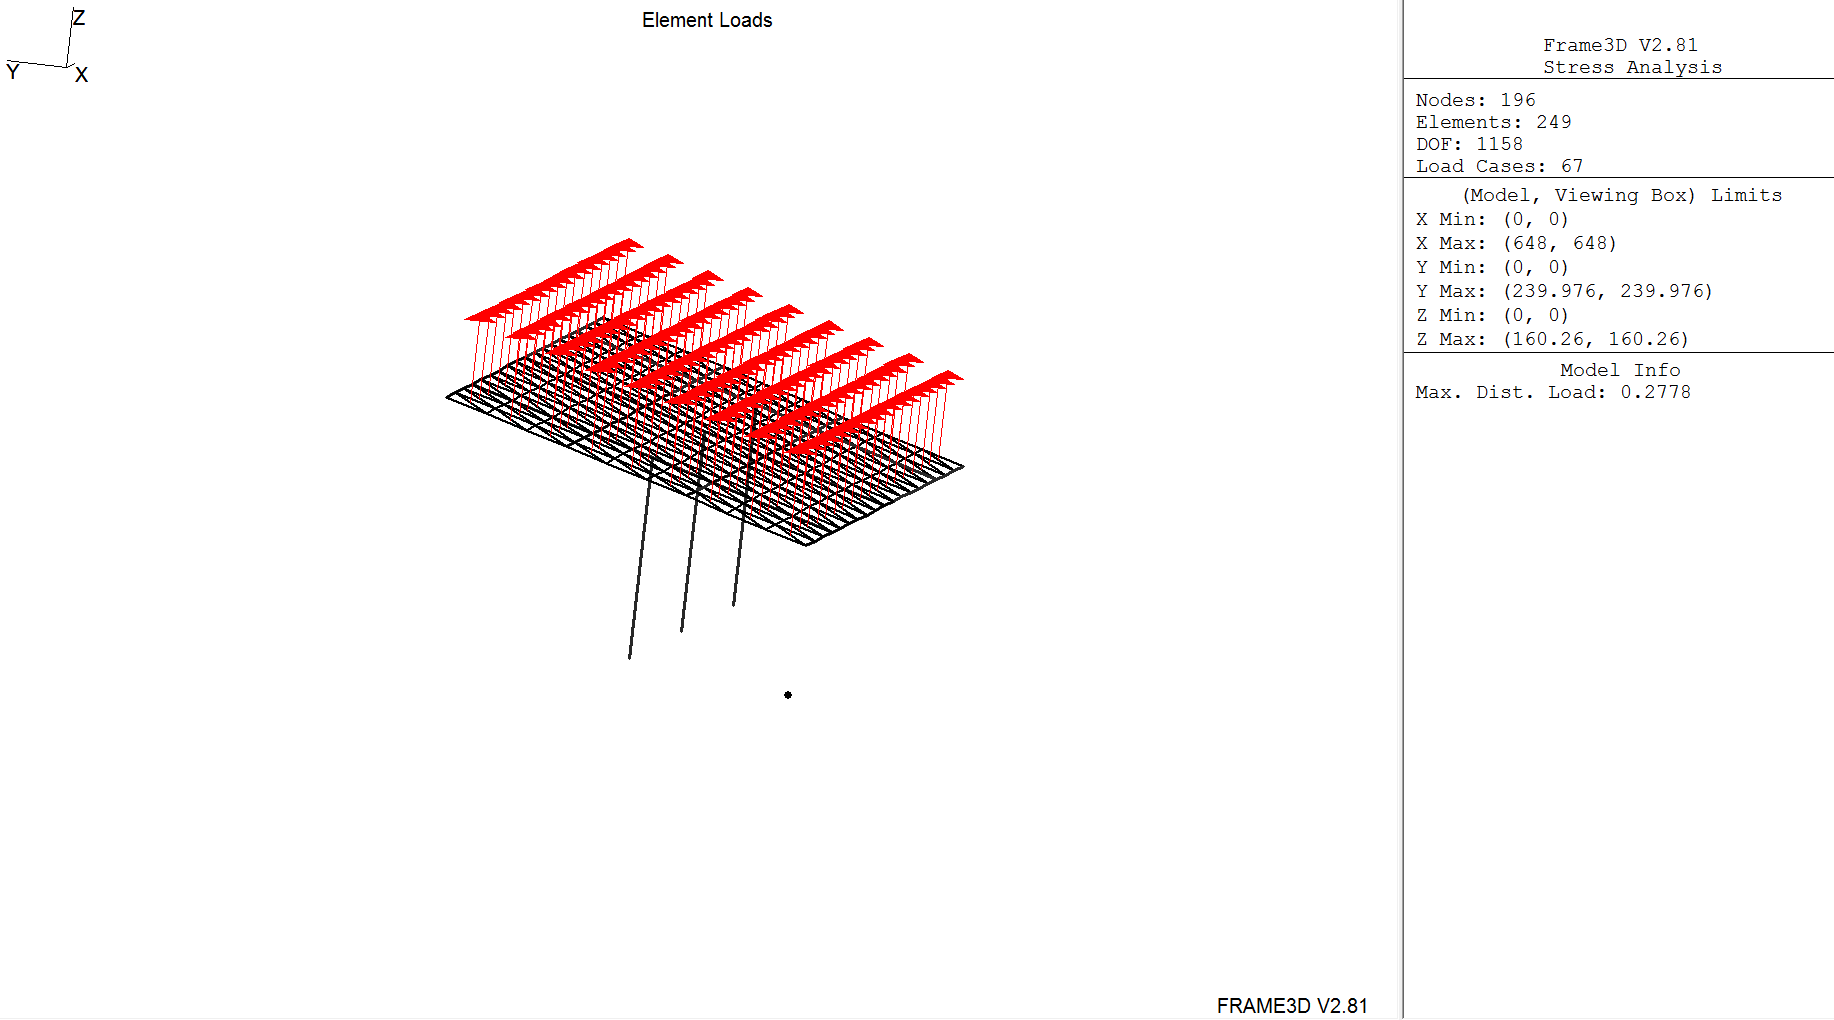 Z
Y
X
Element Loads
Frame3D V2.81
Stress Analysis
Nodes: 196
Elements: 249
DOF: 1158
Load Cases: 67
(Model, Viewing Box) Limits
X Min: (0, 0)
X Max: (648, 648)
Y Min: (0, 0)
Y Max: (239.976, 239.976)
Z Min: (0, 0)
Z Max: (160.26, 160.26)
Model Info
Max. Dist. Load: 0.2778
FRAME3D V2.81